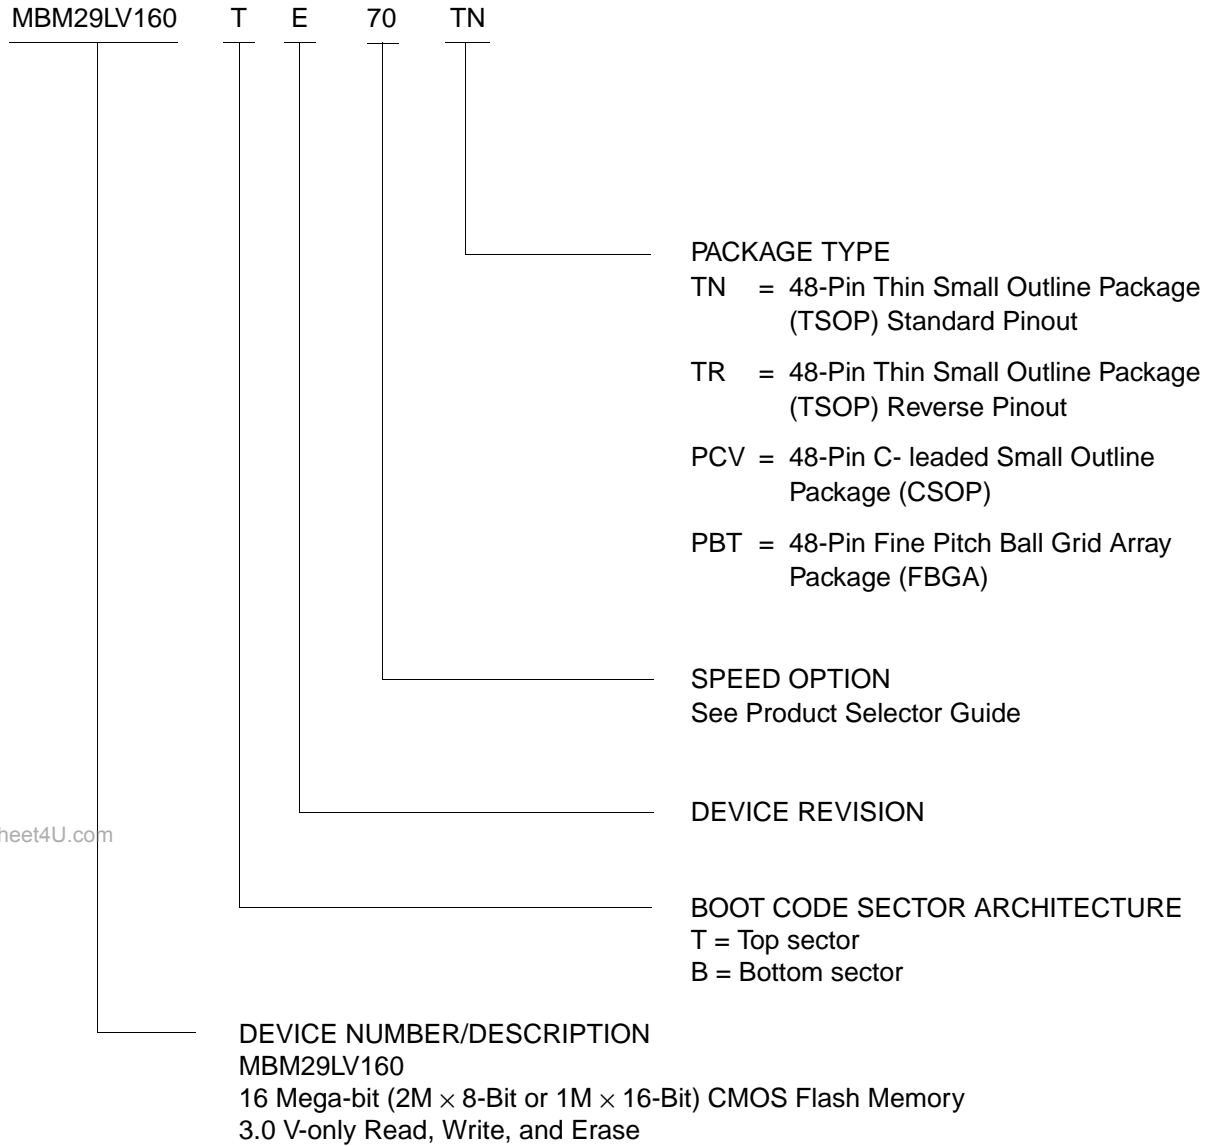 MBM29LV160 T E 70 TN
PACKAGE TYPE
TN = 48-Pin Thin Small Outline Package
(TSOP) Standard Pinout
TR = 48-Pin Thin Small Outline Package
(TSOP) Reverse Pinout
PCV = 48-Pin C- leaded Small Outline
Package (CSOP)
PBT = 48-Pin Fine Pitch Ball Grid Array
Package (FBGA)
SPEED OPTION
See Product Selector Guide
DEVICE REVISION
heet4U.com
BOOT CODE SECTOR ARCHITECTURE
T = Top sector
B = Bottom sector
DEVICE NUMBER/DESCRIPTION
MBM29LV160
16 Mega-bit (2M × 8-Bit or 1M × 16-Bit) CMOS Flash Memory
3.0 V-only Read, Write, and Erase